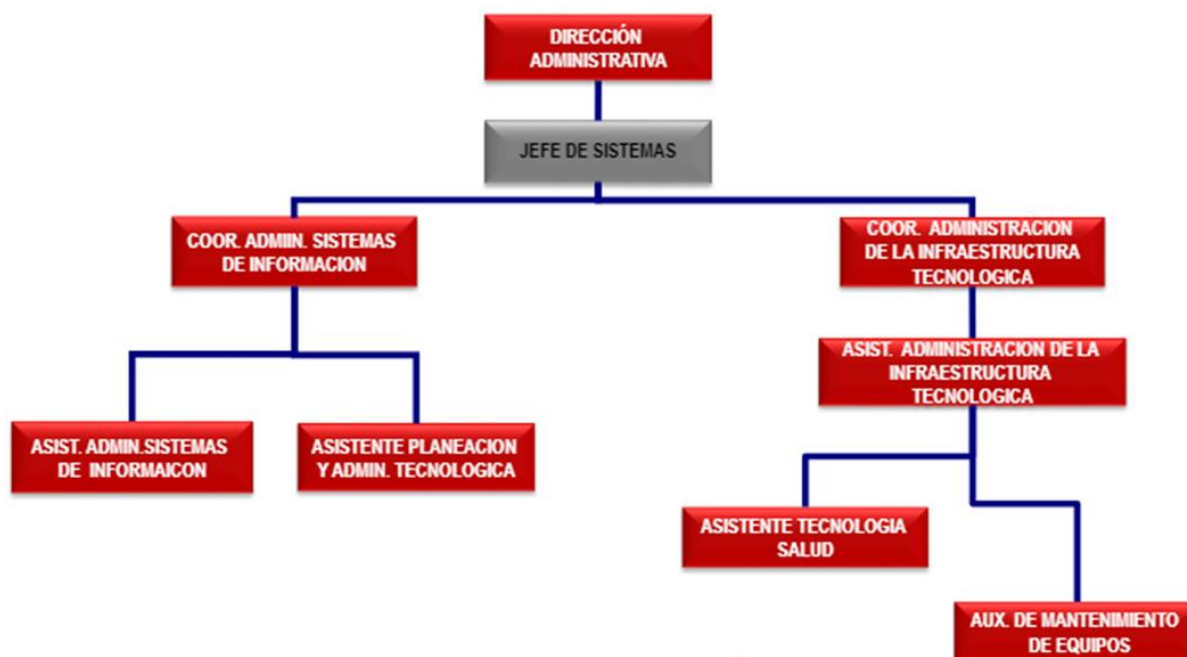 DIRECCIÓN
ADMINISTRATIVA
JEFE DE SISTEMAS
COOR. ADMIIN. SISTEMAS
DE INFORMACION
COOR. ADMINISTRACION
DE LA INFRAESTRUCTURA
TECNOLOGICA
ASIST. ADMINISTRACION DE LA
INFRAESTRUCTURA
TECNOLOGICA
ASIST. ADMIN.SISTEMAS
DE INFORMAICON
ASISTENTE PLANEACION
Y ADMIN. TECNOLOGICA
ASISTENTE TECNOLOGIA
SALUD
AUX. DE MANTENIMIENTO
DE EQUIPOS